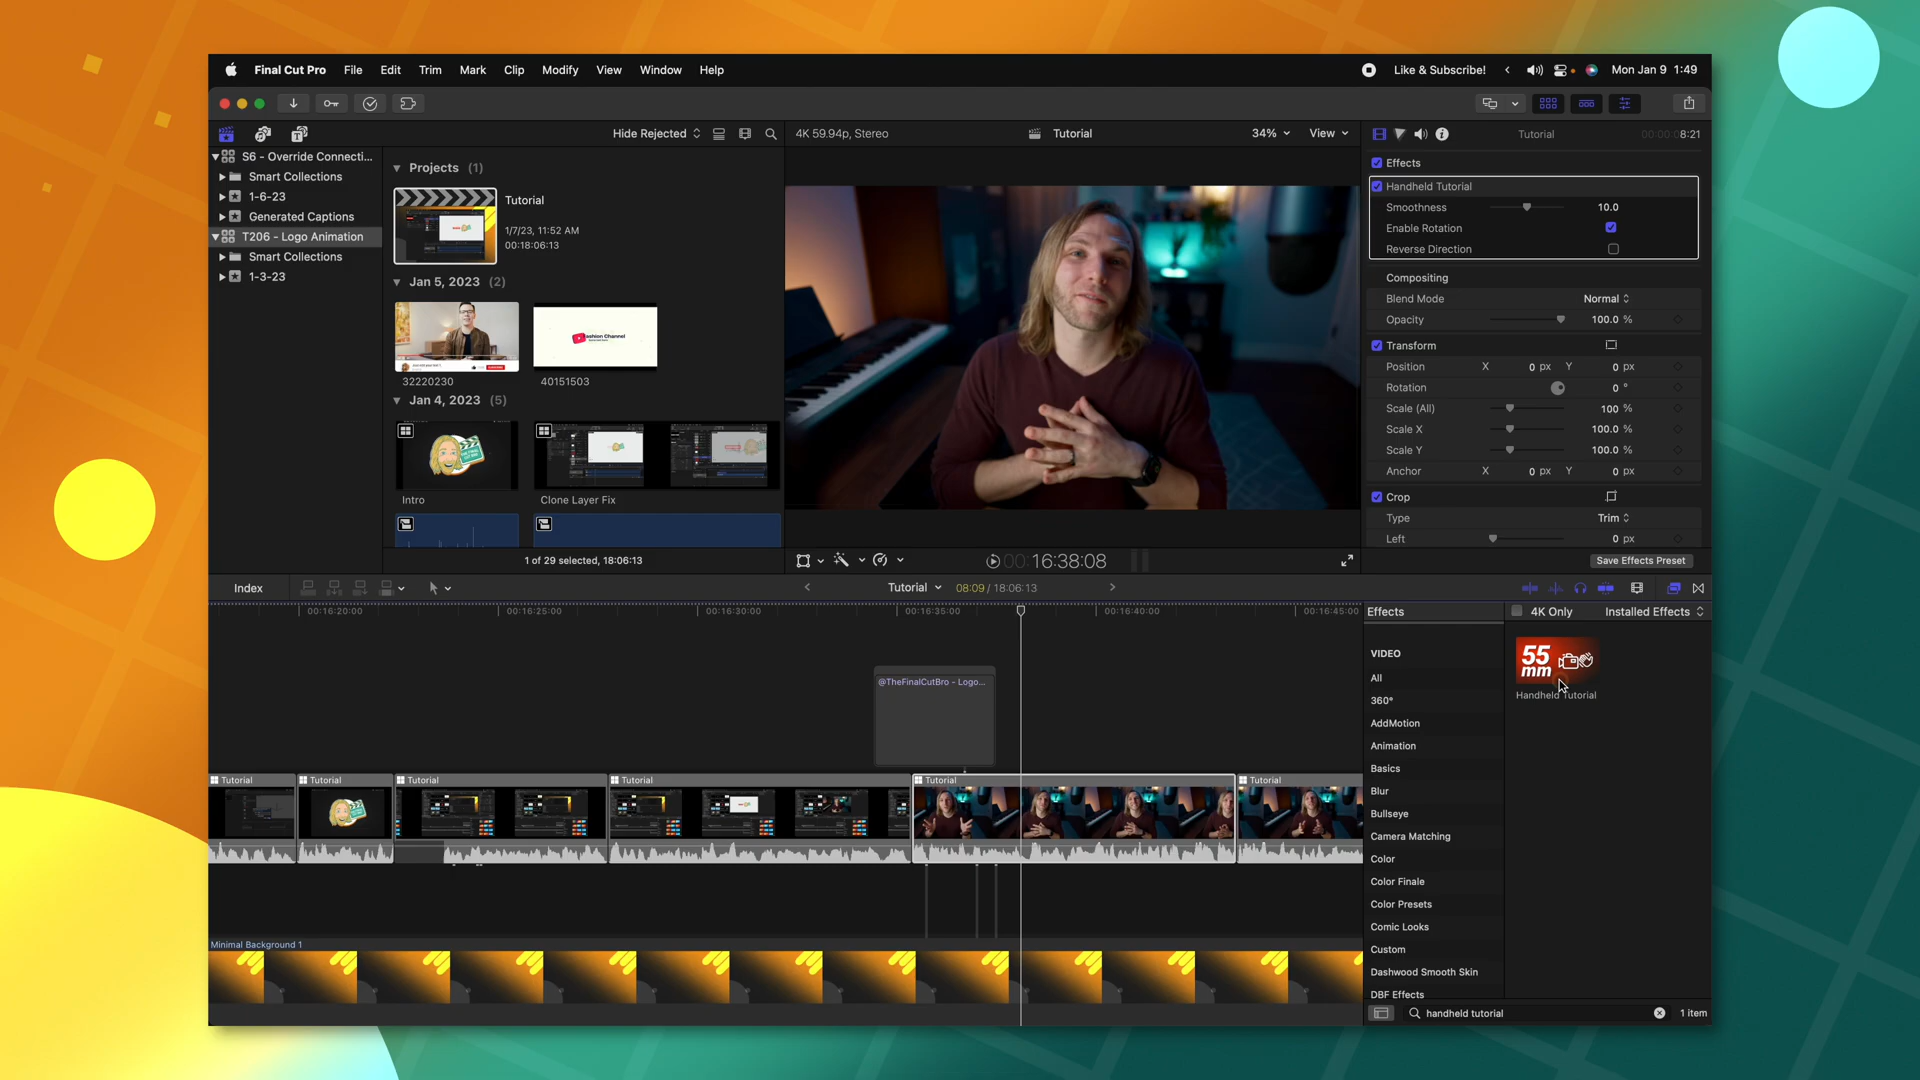 Final Cut Pro File Edit Trim Mark Clip Modify View Window Help
Like & Subscribe! Mon Jan 9 1:49
Hide Rejected
4K 59.94p, Stereo
Tutorial
34% View
Tutorial
00:00:08:21
S6 - Override Connecti...
Smart Collections
1-6-23
Generated Captions
T206 - Logo Animation
Smart Collections
1-3-23
Projects (1)
Tutorial
1/7/23, 11:52 AM
00:18:06:13
Jan 5, 2023 (2)
32220230
40151503
Jan 4, 2023 (5)
Intro
Clone Layer Fix
1 of 29 selected, 18:06:13
00:16:38:08
Effects
Handheld Tutorial
Smoothness 10.0
Enable Rotation
Reverse Direction
Compositing
Blend Mode Normal
Opacity 100.0 %
Transform
Position X 0 px Y 0 px
Rotation 0 °
Scale (All) 100 %
Scale X 100.0 %
Scale Y 100.0 %
Anchor X 0 px Y 0 px
Crop
Type Trim
Left 0 px
Save Effects Preset
Index
Tutorial 08:09 / 18:06:13
00:16:20:00 00:16:25:00 00:16:30:00 00:16:35:00 00:16:40:00 00:16:45:00
@TheFinalCutBro - Logo...
Tutorial Tutorial Tutorial Tutorial Tutorial Tutorial
Minimal Background 1
Effects
4K Only Installed Effects
VIDEO
All
360°
AddMotion
Animation
Basics
Blur
Bullseye
Camera Matching
Color
Color Finale
Color Presets
Comic Looks
Custom
Dashwood Smooth Skin
DBF Effects
55
mm
Handheld Tutorial
handheld tutorial
1 item